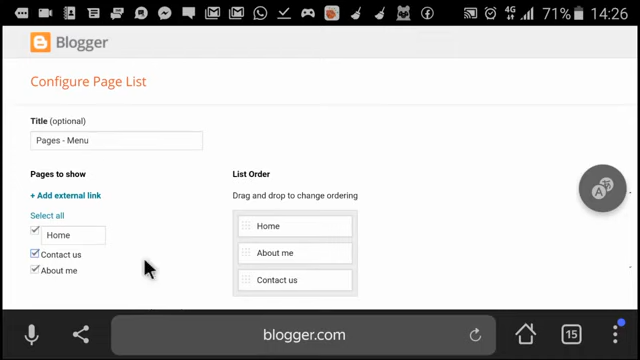 4G 71% 14:26
Blogger
Configure Page List
Title (optional)
Pages - Menu
Pages to show
List Order
+ Add external link
Drag and drop to change ordering
Select all
Home
Home
Contact us
About me
About me
Contact us
blogger.com
15